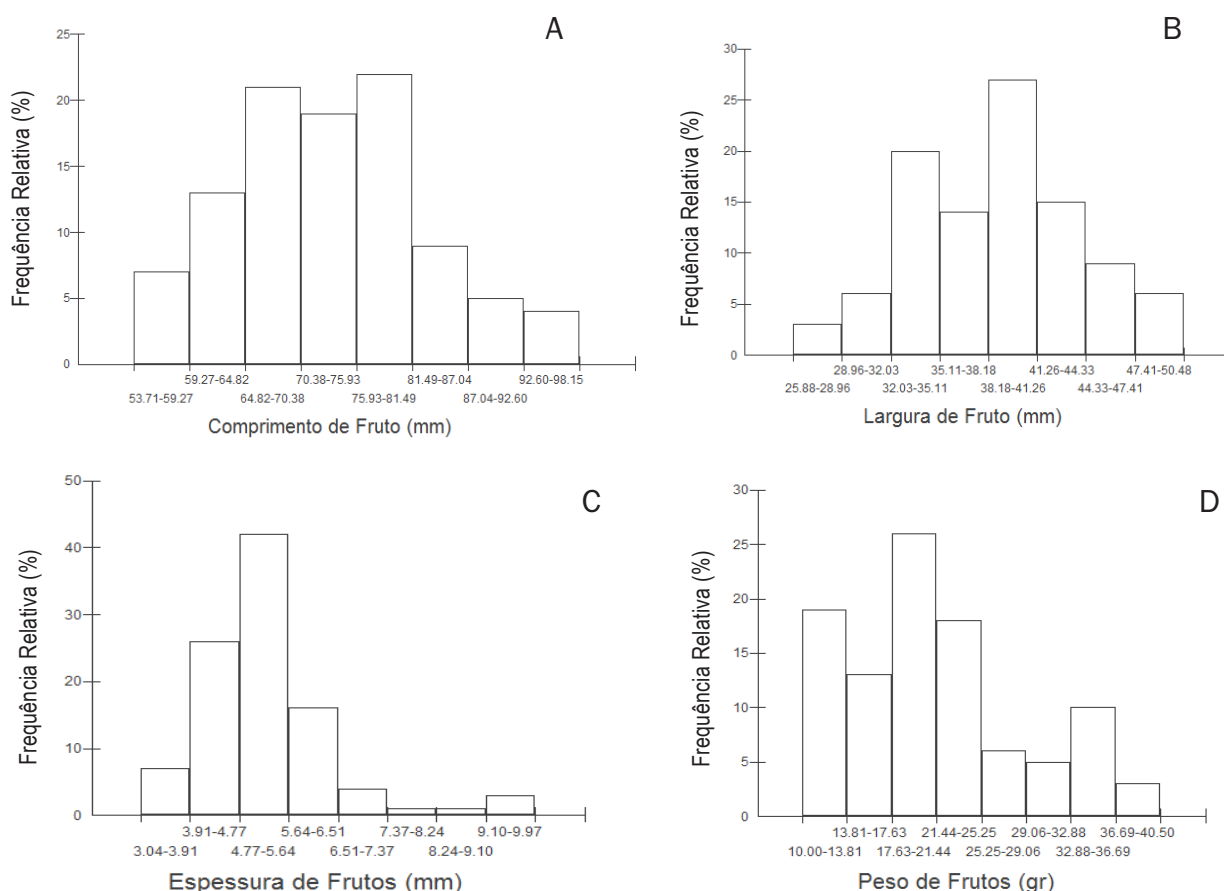 A
Frequência Relativa (%)
25
20
15
10
5
0
59.27-64.82 70.38-75.93 81.49-87.04 92.60-98.15
53.71-59.27 64.82-70.38 75.93-81.49 87.04-92.60
Comprimento de Fruto (mm)
B
Frequência Relativa (%)
30
25
20
15
10
5
0
28.96-32.03 35.11-38.18 41.26-44.33 47.41-50.48
25.88-28.96 32.03-35.11 38.18-41.26 44.33-47.41
Largura de Fruto (mm)
C
Frequência Relativa (%)
50
40
30
20
10
0
3.91-4.77 5.64-6.51 7.37-8.24 9.10-9.97
3.04-3.91 4.77-5.64 6.51-7.37 8.24-9.10
Espessura de Frutos (mm)
D
Frequência Relativa (%)
30
25
20
15
10
5
0
13.81-17.63 21.44-25.25 29.06-32.88 36.69-40.50
10.00-13.81 17.63-21.44 25.25-29.06 32.88-36.69
Peso de Frutos (gr)